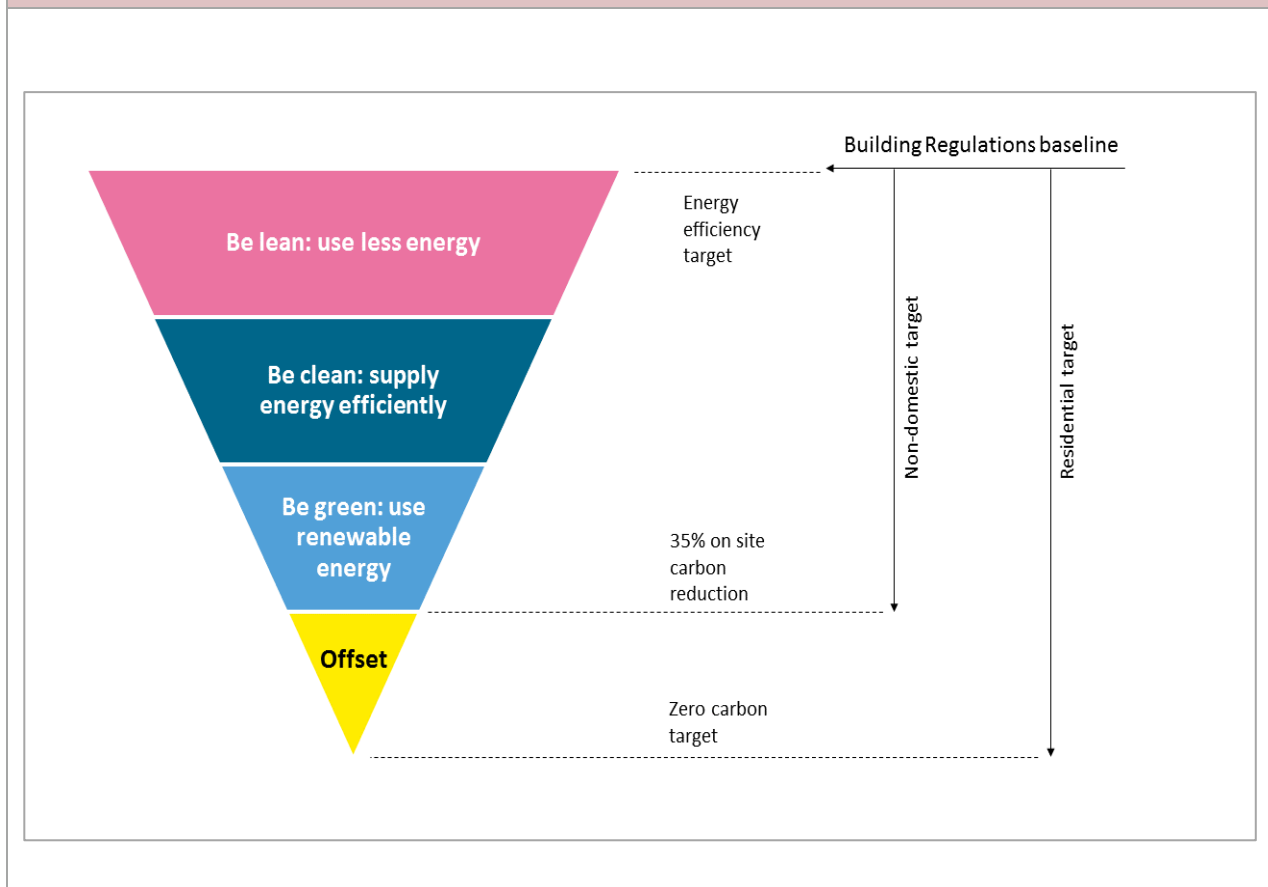 Building Regulations baseline
Be lean: use less energy
Energy
efficiency
target
Be clean: supply
energy efficiently
Non-domestic target
Residential target
Be green: use
renewable
energy
35% on site
carbon
reduction
Offset
Zero carbon
target